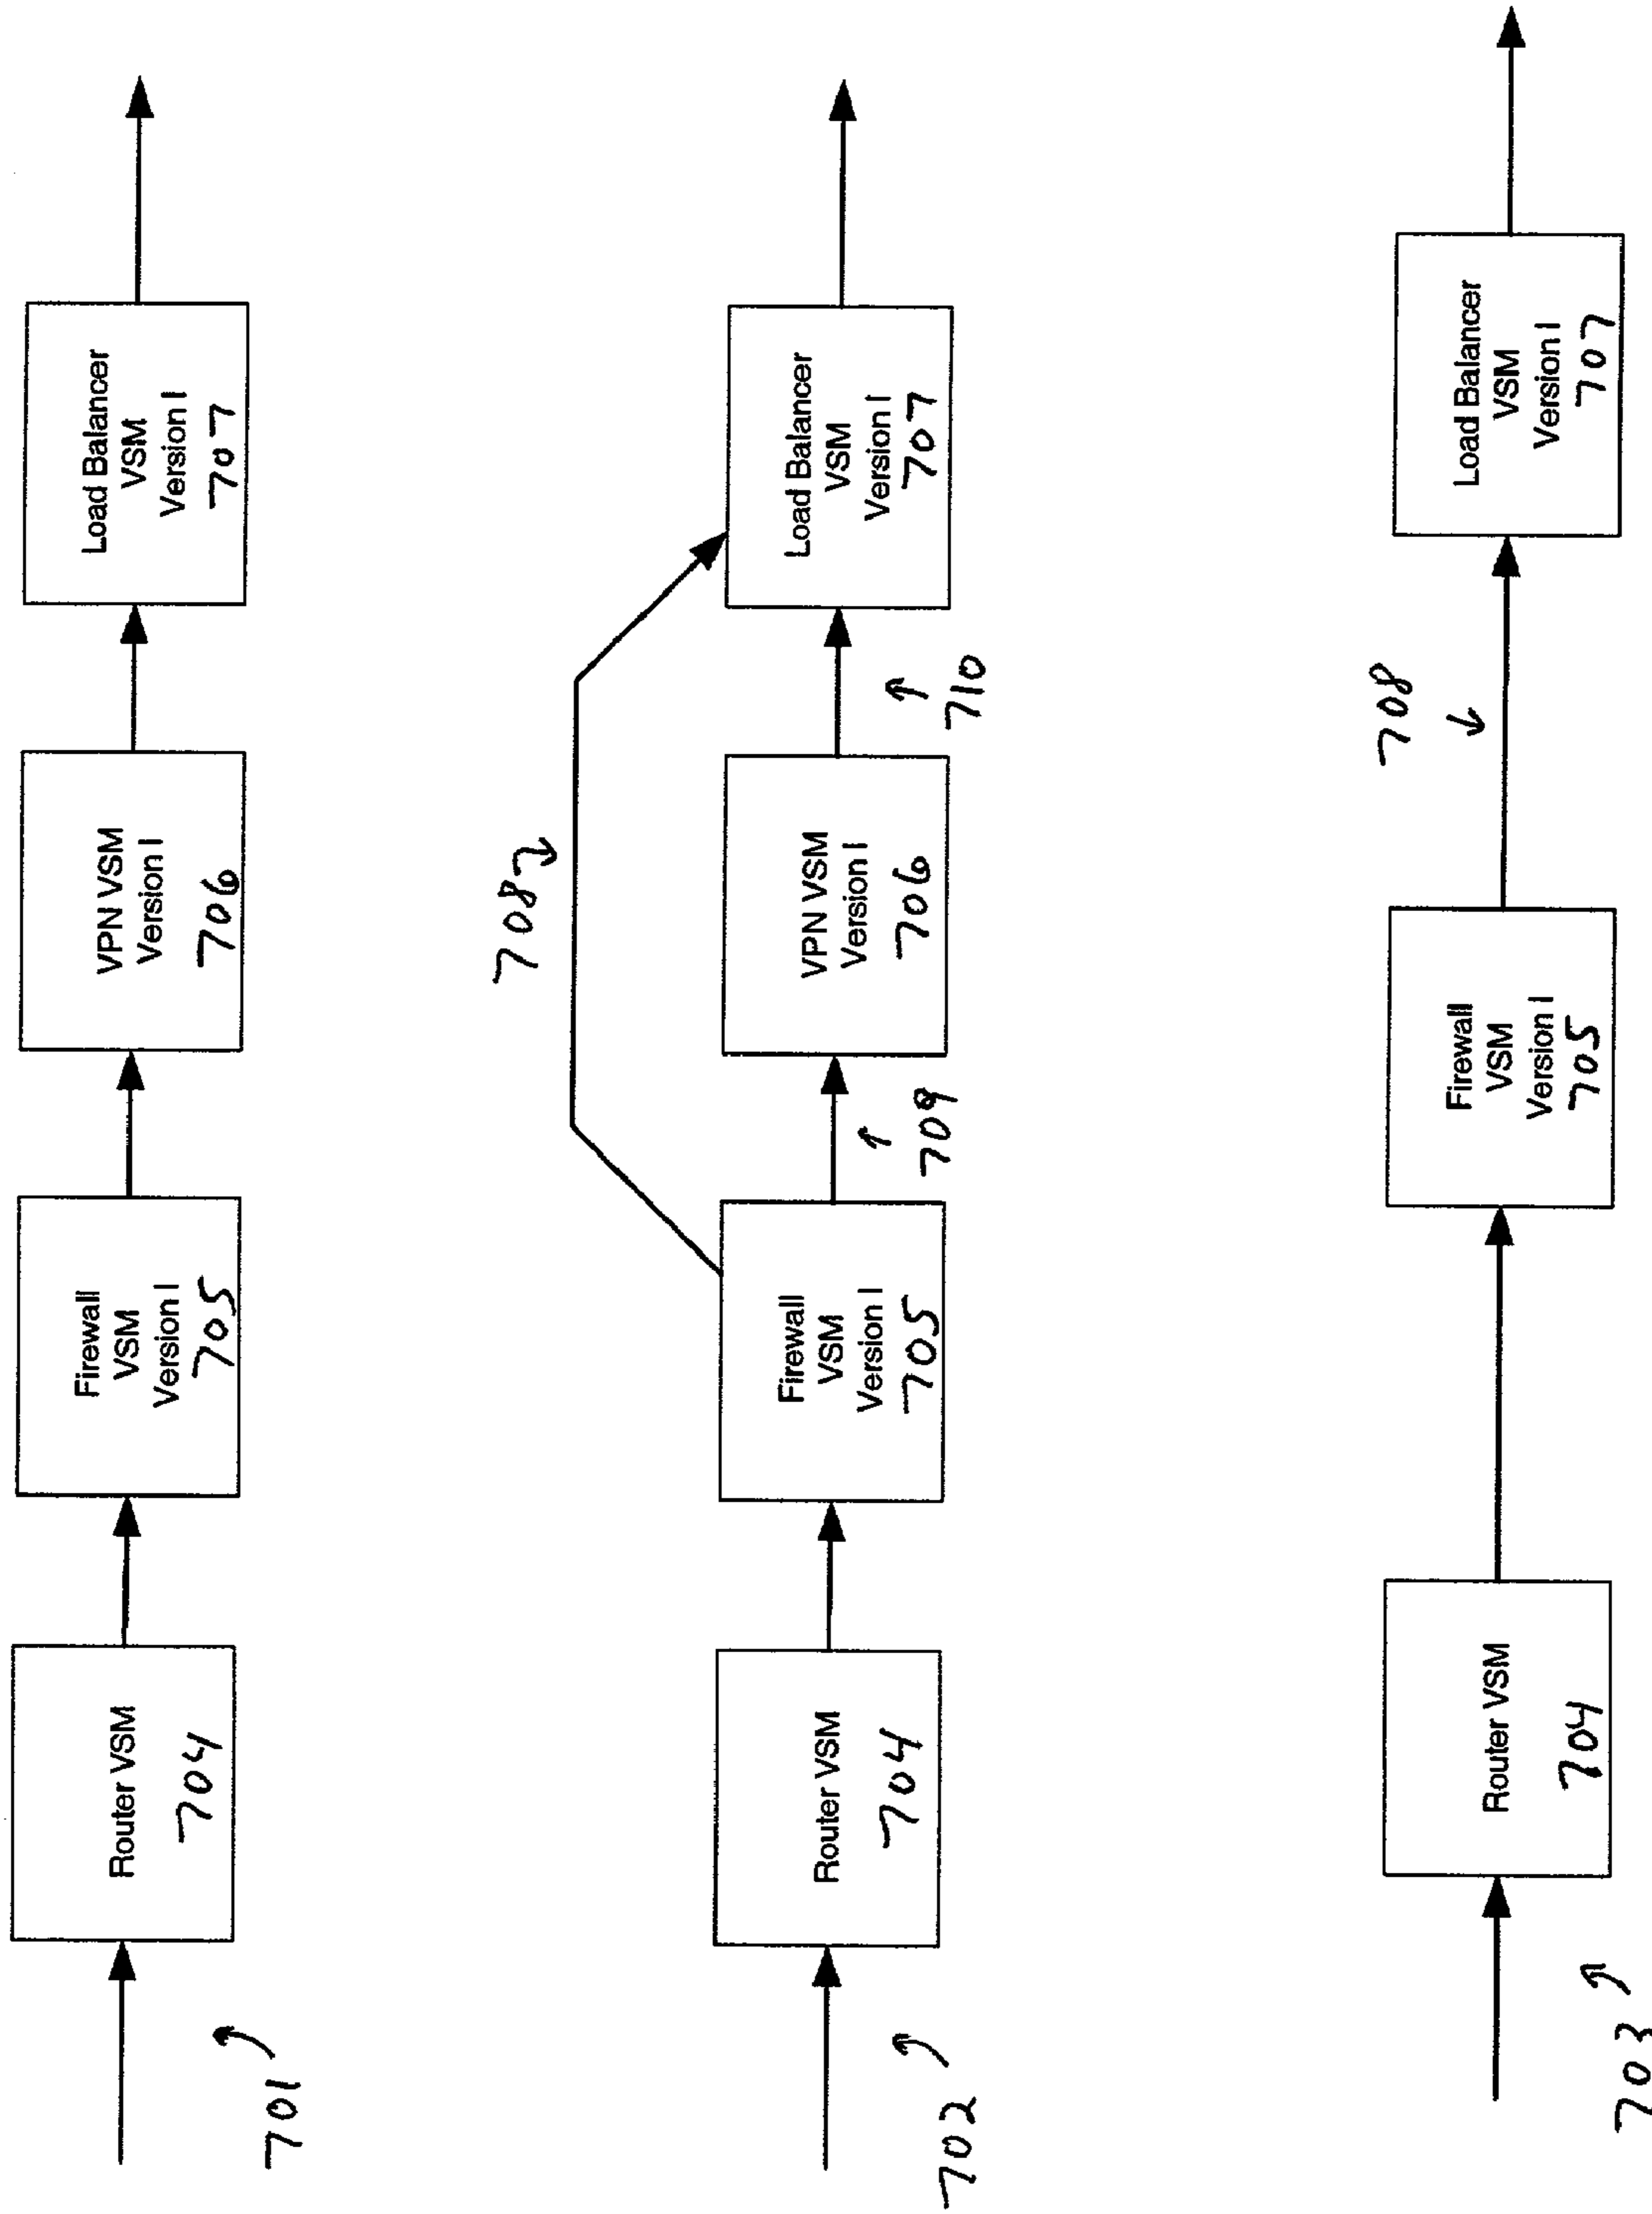 Router VSM
704
Firewall
VSM
Version I
705
VPN VSM
Version I
706
Load Balancer
VSM
Version I
707
701
708
Router VSM
704
Firewall
VSM
Version I
705
VPN VSM
Version I
706
Load Balancer
VSM
Version I
707
709
710
702
708
Router VSM
704
Firewall
VSM
Version I
705
Load Balancer
VSM
Version I
707
703